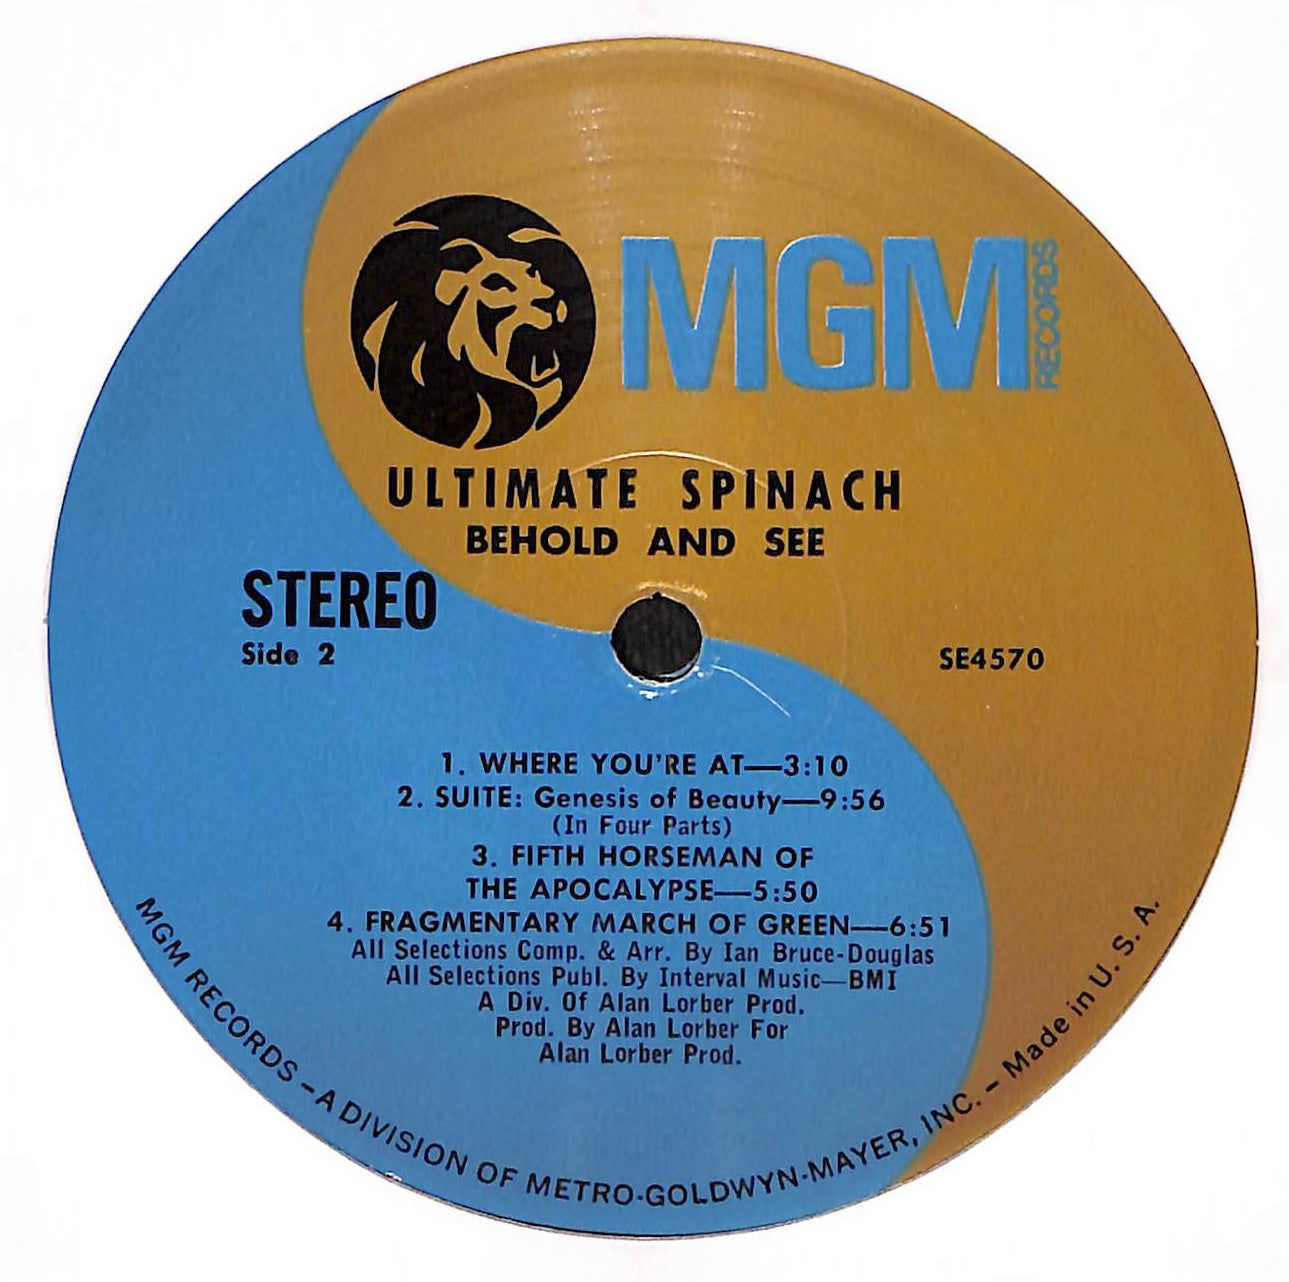 MGM RECORDS
ULTIMATE SPINACH
BEHOLD AND SEE
STEREO
Side 2
SE4570
1. WHERE YOU'RE AT—3:10
2. SUITE: Genesis of Beauty—9:56
(In Four Parts)
3. FIFTH HORSEMAN OF
THE APOCALYPSE—5:50
4. FRAGMENTARY MARCH OF GREEN—6:51
All Selections Comp. & Arr. By Ian Bruce-Douglas
All Selections Publ. By Interval Music—BMI
A Div. Of Alan Lorber Prod.
Prod. By Alan Lorber For
Alan Lorber Prod.
MGM RECORDS – A DIVISION OF METRO-GOLDWYN-MAYER, INC. – Made in U. S. A.